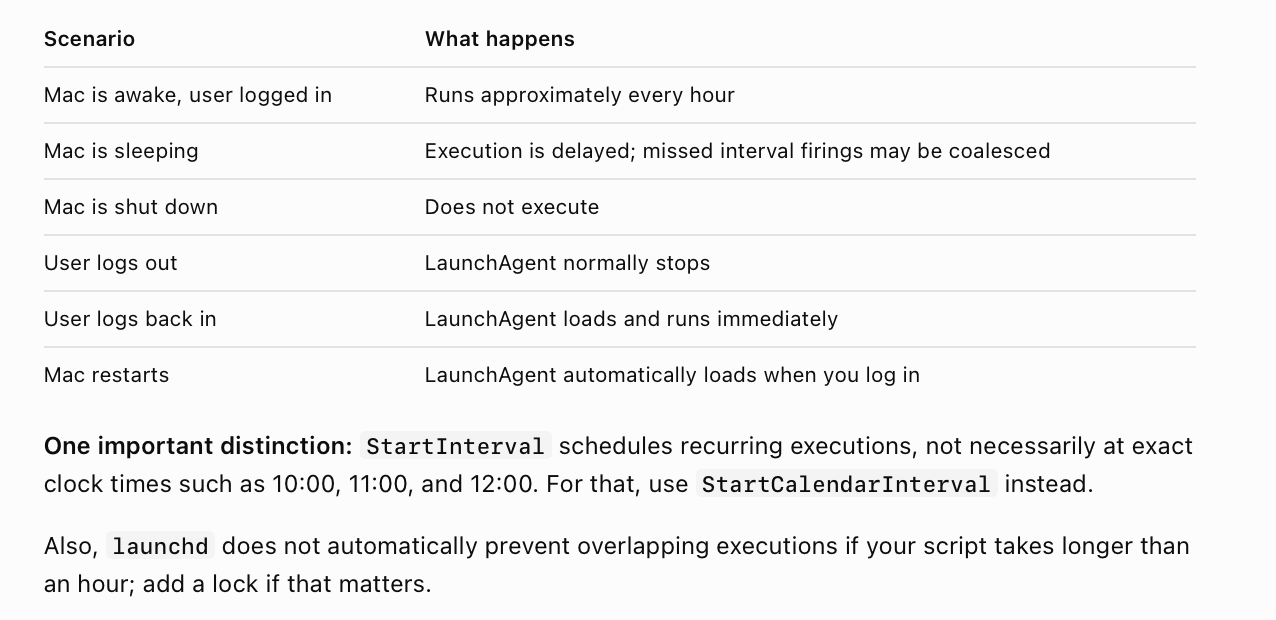 Scenario What happens
Mac is awake, user logged in Runs approximately every hour
Mac is sleeping Execution is delayed; missed interval firings may be coalesced
Mac is shut down Does not execute
User logs out LaunchAgent normally stops
User logs back in LaunchAgent loads and runs immediately
Mac restarts LaunchAgent automatically loads when you log in
One important distinction: StartInterval schedules recurring executions, not necessarily at exact
clock times such as 10:00, 11:00, and 12:00. For that, use StartCalendarInterval instead.
Also, launchd does not automatically prevent overlapping executions if your script takes longer than
an hour; add a lock if that matters.